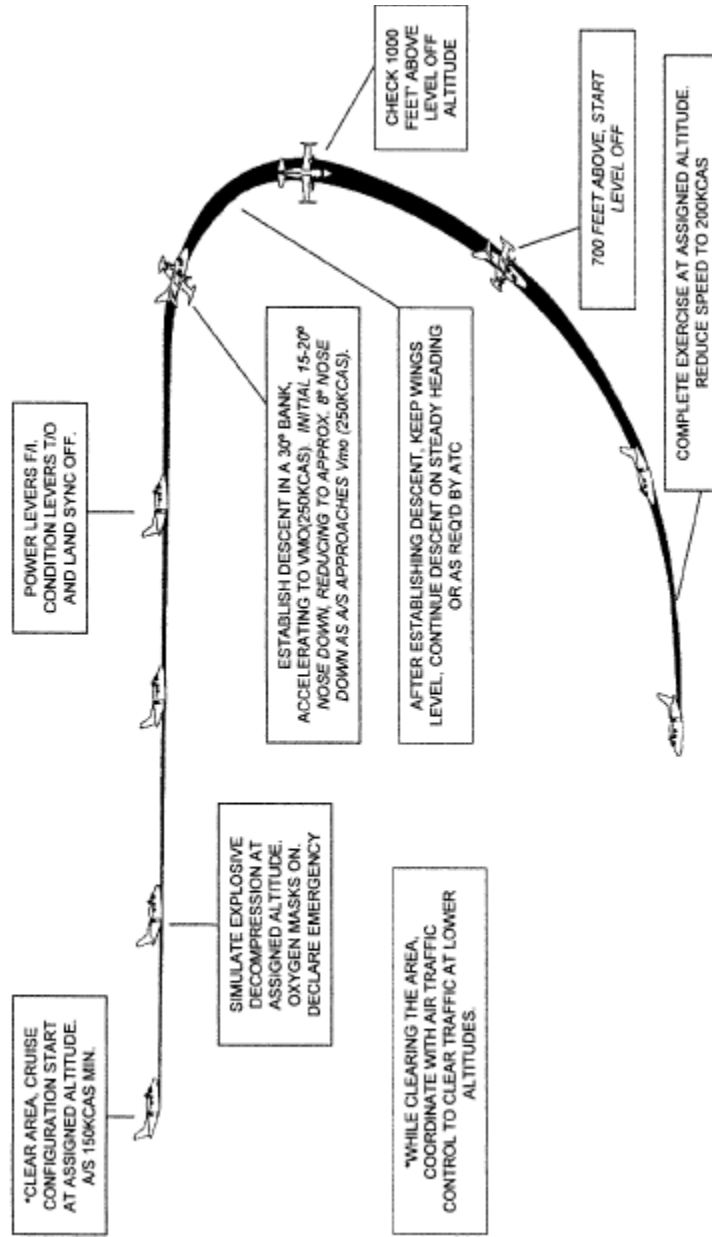 *CLEAR AREA, CRUISE
CONFIGURATION START
AT ASSIGNED ALTITUDE.
A/S 150KCAS MIN.
SIMULATE EXPLOSIVE
DECOMPRESSION AT
ASSIGNED ALTITUDE.
OXYGEN MASKS ON.
DECLARE EMERGENCY
POWER LEVERS F/I.
CONDITION LEVERS T/O
AND LAND SYNC OFF.
ESTABLISH DESCENT IN A 30º BANK,
ACCELERATING TO VMO(250KCAS). INITIAL 15-20º
NOSE DOWN, REDUCING TO APPROX. 8º NOSE
DOWN AS A/S APPROACHES Vmo (250KCAS).
AFTER ESTABLISHING DESCENT, KEEP WINGS
LEVEL, CONTINUE DESCENT ON STEADY HEADING
OR AS REQ'D BY ATC
CHECK 1000
FEET' ABOVE
LEVEL OFF
ALTITUDE
700 FEET ABOVE, START
LEVEL OFF
COMPLETE EXERCISE AT ASSIGNED ALTITUDE.
REDUCE SPEED TO 200KCAS
*WHILE CLEARING THE AREA,
COORDINATE WITH AIR TRAFFIC
CONTROL TO CLEAR TRAFFIC AT LOWER
ALTITUDES.